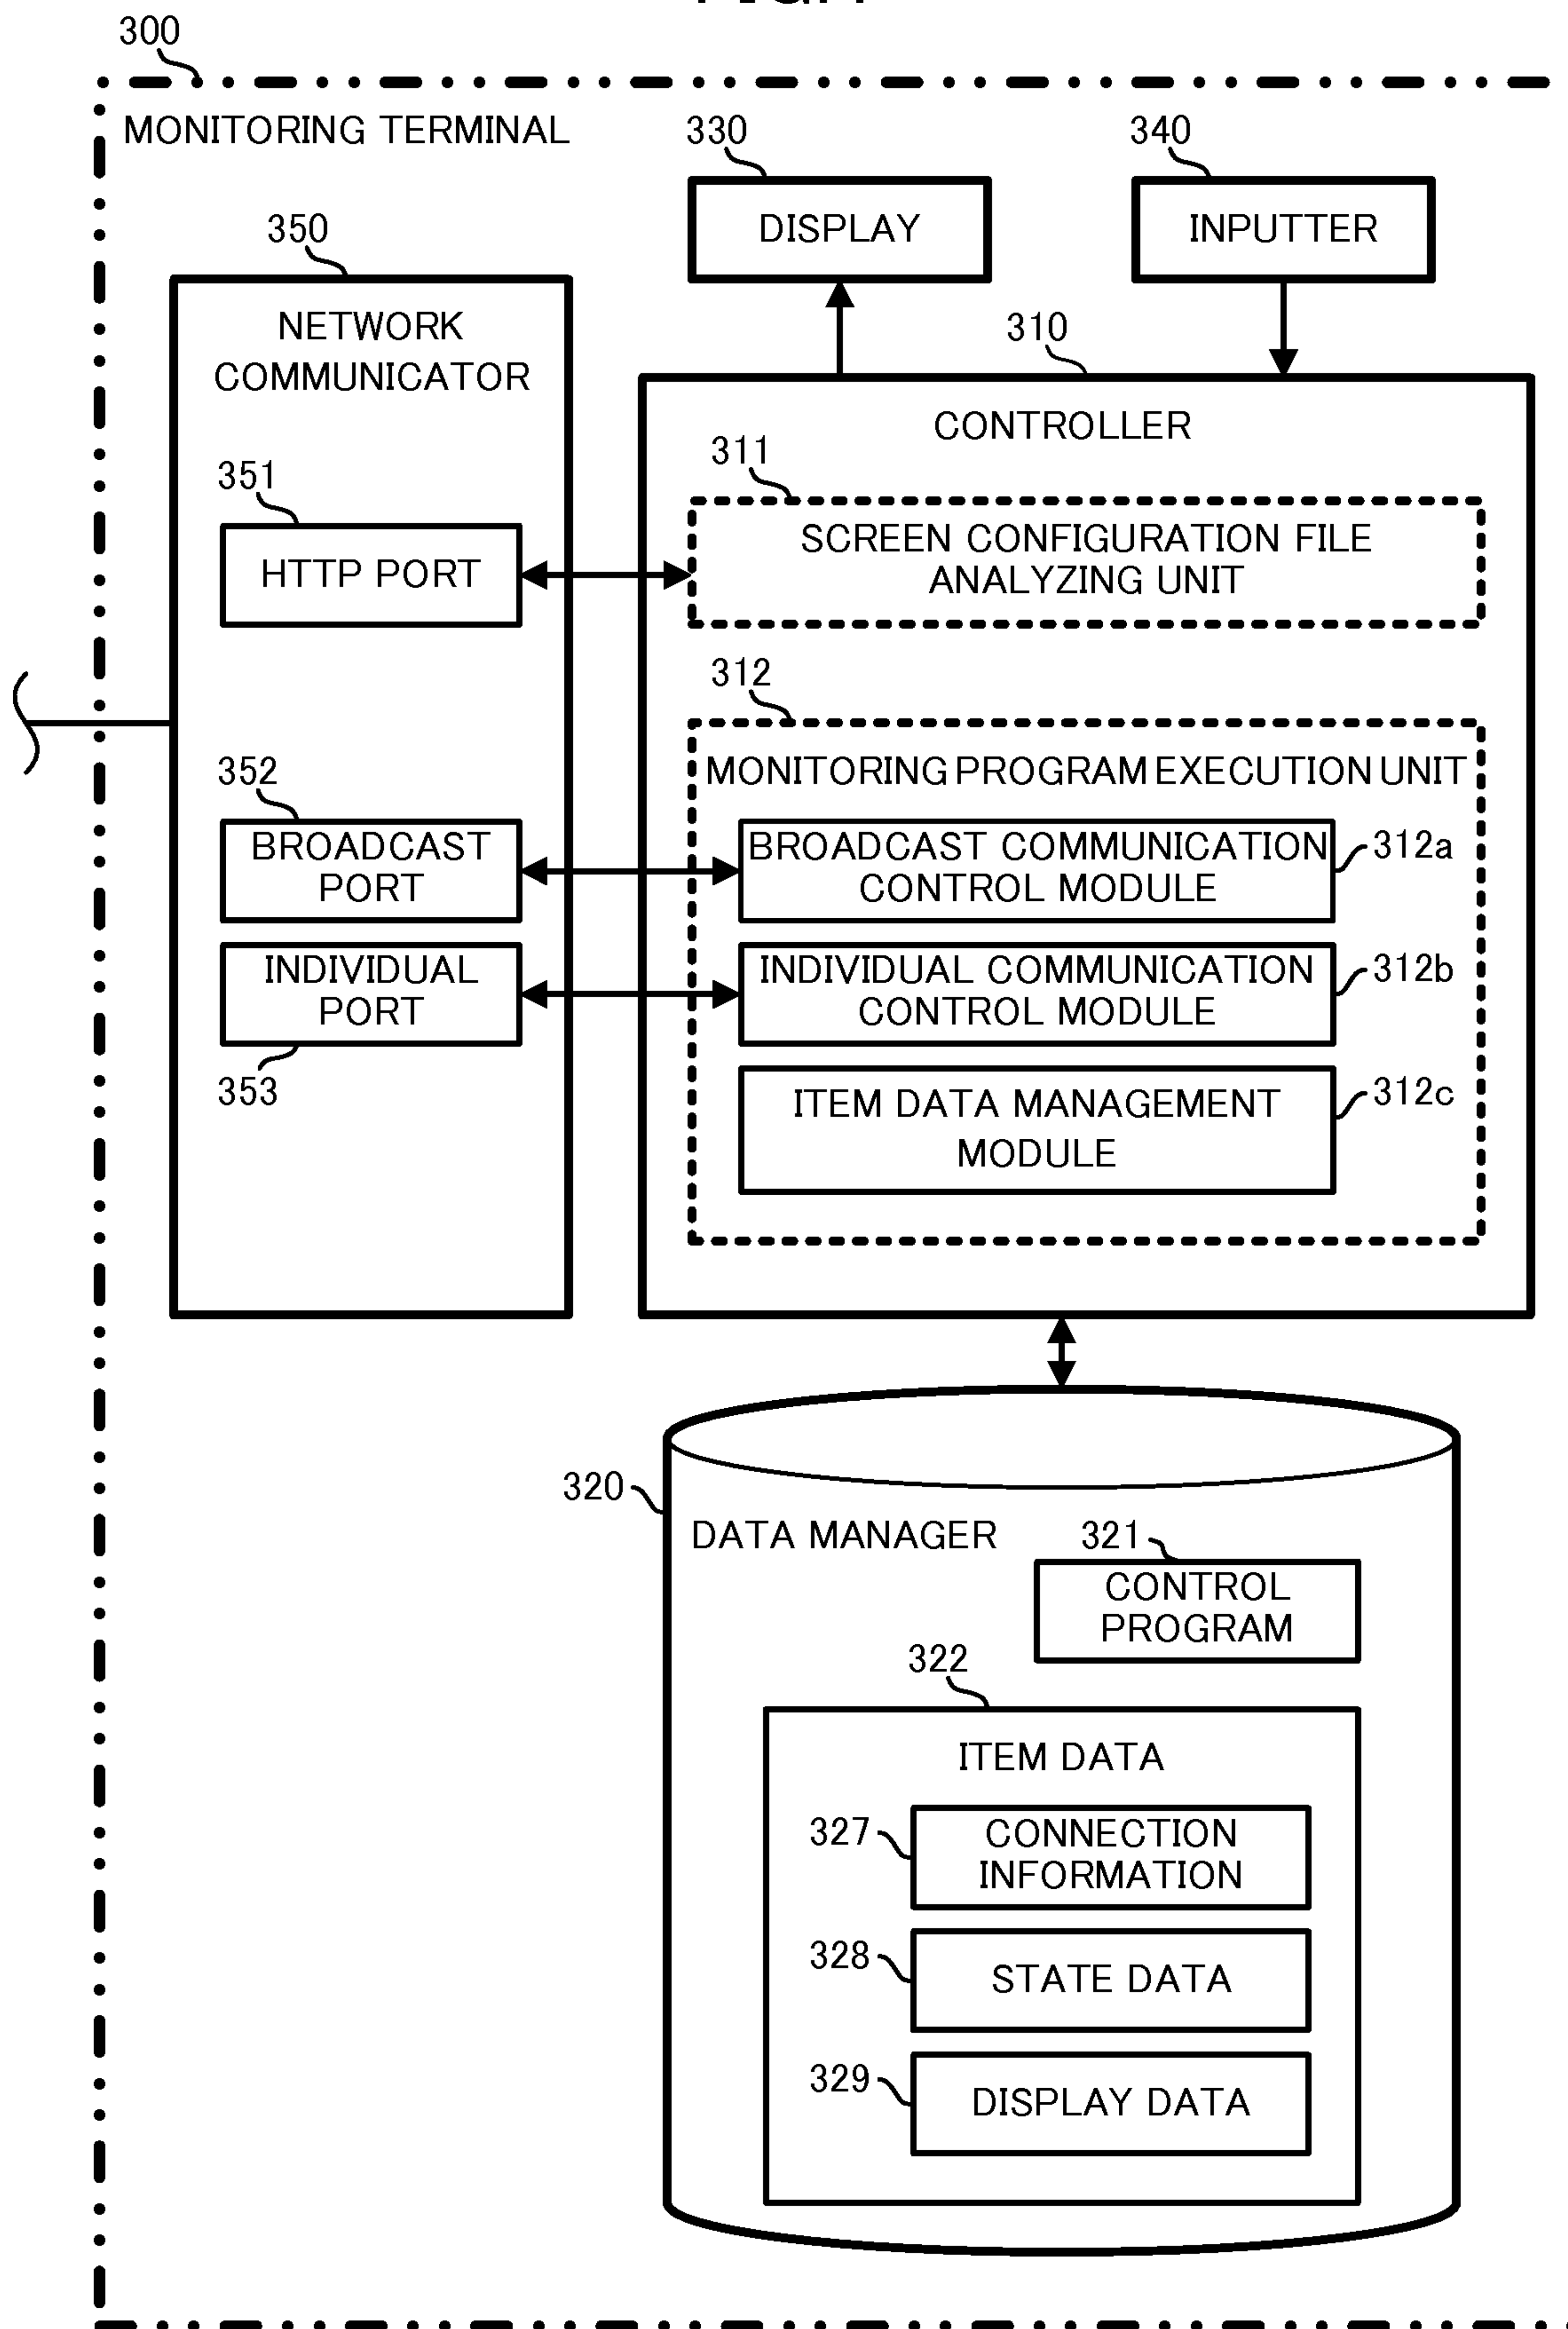 300
MONITORING TERMINAL
330
340
DISPLAY
INPUTTER
350
NETWORK
COMMUNICATOR
310
CONTROLLER
351
HTTP PORT
311
SCREEN CONFIGURATION FILE
ANALYZING UNIT
312
MONITORING PROGRAM EXECUTION UNIT
352
BROADCAST
PORT
BROADCAST COMMUNICATION
CONTROL MODULE
312a
INDIVIDUAL
PORT
353
INDIVIDUAL COMMUNICATION
CONTROL MODULE
312b
ITEM DATA MANAGEMENT
MODULE
312c
320
DATA MANAGER
321
CONTROL
PROGRAM
322
ITEM DATA
327
CONNECTION
INFORMATION
328
STATE DATA
329
DISPLAY DATA